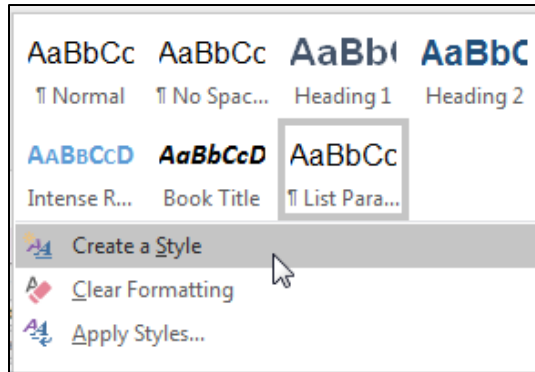 AaBbCc AaBbCc AaBb( AaBbC
¶ Normal ¶ No Spac... Heading 1 Heading 2
AABBCCD AaBbCcD AaBbCc
Intense R... Book Title ¶ List Para...
Create a Style
Clear Formatting
Apply Styles...